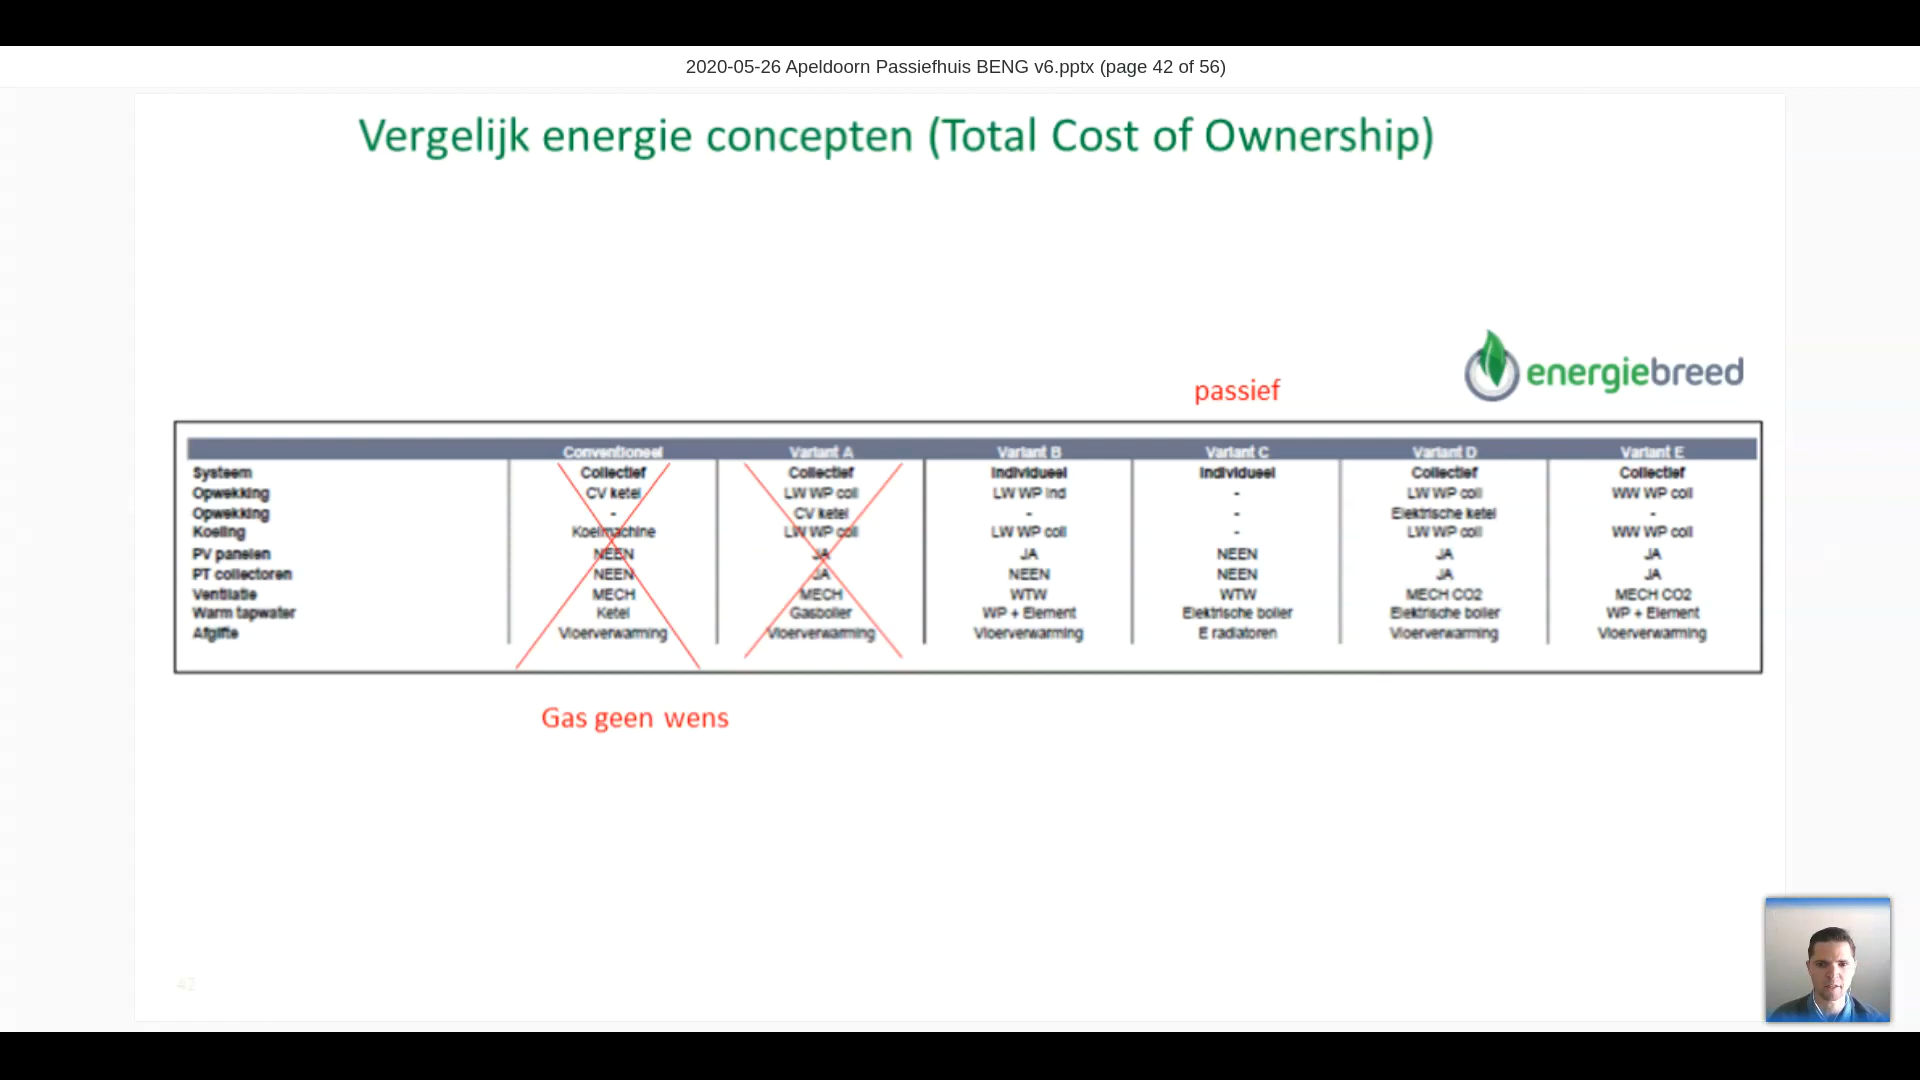 2020-05-26 Apeldoorn Passiefhuis BENG v6.pptx (page 42 of 56)
Vergelijk energie concepten (Total Cost of Ownership)
energiebreed
passief
Conventioneel Variant A Variant B Variant C Variant D Variant E
Systeem Collectief Collectief Individueel Individueel Collectief Collectief
Opwekking CV ketel LW WP coll LW WP ind - LW WP coll WW WP coll
Opwekking - CV ketel - - Elektrische ketel -
Koeling Koelmachine LW WP coll LW WP coll - LW WP coll WW WP coll
PV panelen NEEN JA JA NEEN JA JA
PT collectoren NEEN JA NEEN NEEN JA JA
Ventilatie MECH MECH WTW WTW MECH CO2 MECH CO2
Warm tapwater Ketel Gasboiler WP + Element Elektrische boiler Elektrische boiler WP + Element
Afgifte Vloerverwarming Vloerverwarming Vloerverwarming E radiatoren Vloerverwarming Vloerverwarming
Gas geen wens
42